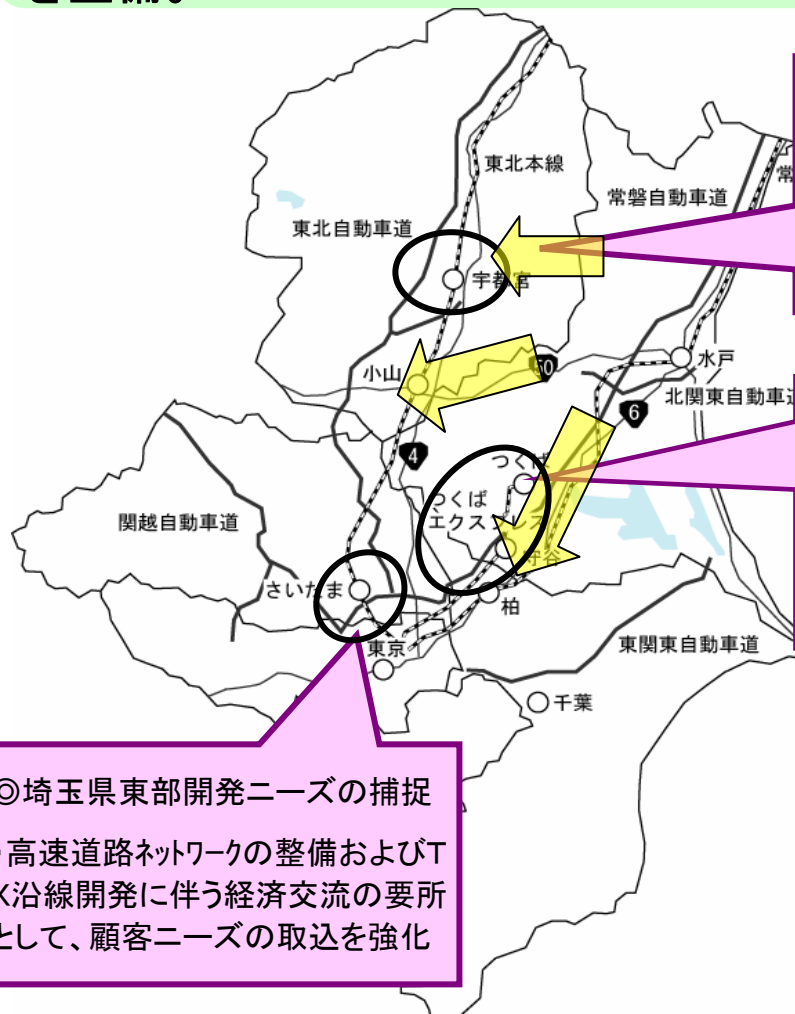 を整備。
東北本線
常
常磐自動車道
東北自動車道
宇都宮
50
水戸
小山
北関東自動車道
6
4
つくば
つくば
エクスプレス
関越自動車道
守谷
さいたま
柏
東京
東関東自動車道
千葉
◎埼玉県東部開発ニーズの捕捉
・高速道路ネットワークの整備およびT
X沿線開発に伴う経済交流の要所
として、顧客ニーズの取込を強化